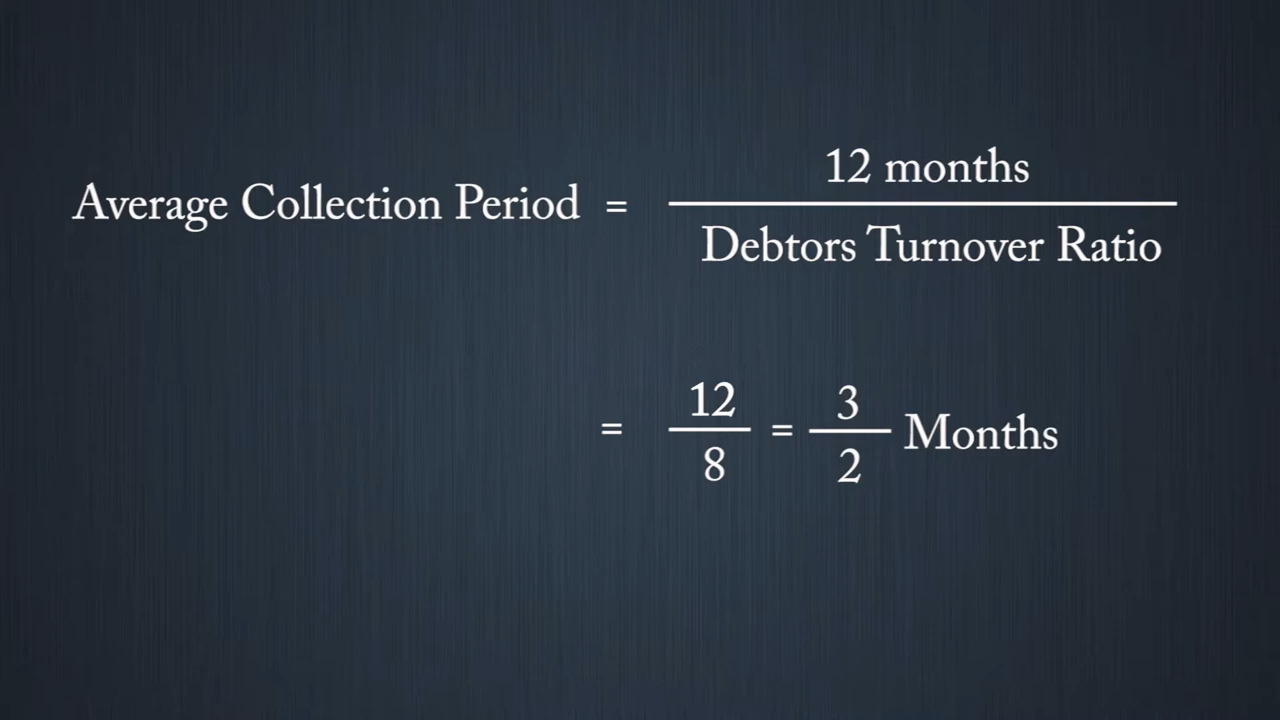 Average Collection Period = 12 months / Debtors Turnover Ratio
= 12 / 8 = 3 / 2 Months